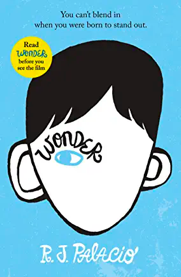 You can't blend in
when you were born to stand out.
Read
WONDER
before you
see the film
WONDER
R. J. PALACIO